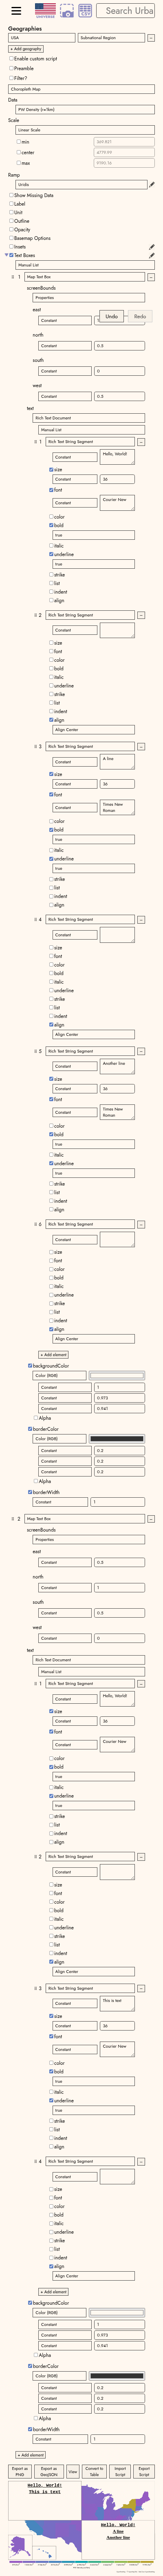 UNIVERSE
Search Urba
Geographies
USA
Subnational Region
+ Add geography
Enable custom script
Preamble
Filter?
Choropleth Map
Data
PW Density (r=1km)
Scale
Linear Scale
min
center
max
Ramp
Uridis
Show Missing Data
Label
Unit
Outline
Opacity
Basemap Options
Insets
Text Boxes
Manual List
1
Map Text Box
screenBounds
Properties
east
Constant
Undo
Redo
north
Constant
0.5
south
Constant
0
west
Constant
0.5
text
Rich Text Document
Manual List
1
Rich Text String Segment
Constant
Hello, World!
size
Constant
36
font
Constant
Courier New
color
bold
true
italic
underline
true
strike
list
indent
align
2
Rich Text String Segment
Constant
size
font
color
bold
italic
underline
strike
list
indent
align
Align Center
3
Rich Text String Segment
Constant
A line
size
Constant
36
font
Constant
Times New
Roman
color
bold
true
italic
underline
true
strike
list
indent
align
4
Rich Text String Segment
Constant
size
font
color
bold
italic
underline
strike
list
indent
align
Align Center
5
Rich Text String Segment
Constant
Another line
size
Constant
36
font
Constant
Times New
Roman
color
bold
true
italic
underline
true
strike
list
indent
align
6
Rich Text String Segment
Constant
size
font
color
bold
italic
underline
strike
list
indent
align
Align Center
+ Add element
backgroundColor
Color (RGB)
Constant
1
Constant
0.973
Constant
0.941
Alpha
borderColor
Color (RGB)
Constant
0.2
Constant
0.2
Constant
0.2
Alpha
borderWidth
Constant
1
2
Map Text Box
screenBounds
Properties
east
Constant
0.5
north
Constant
1
south
Constant
0.5
west
Constant
0
text
Rich Text Document
Manual List
1
Rich Text String Segment
Constant
Hello, World!
size
Constant
36
font
Constant
Courier New
color
bold
true
italic
underline
true
strike
list
indent
align
2
Rich Text String Segment
Constant
size
font
color
bold
italic
underline
strike
list
indent
align
Align Center
3
Rich Text String Segment
Constant
This is text
size
Constant
36
font
Constant
Courier New
color
bold
true
italic
underline
true
strike
list
indent
align
4
Rich Text String Segment
Constant
size
font
color
bold
italic
underline
strike
list
indent
align
Align Center
+ Add element
backgroundColor
Color (RGB)
Constant
1
Constant
0.973
Constant
0.941
Alpha
borderColor
Color (RGB)
Constant
0.2
Constant
0.2
Constant
0.2
Alpha
borderWidth
Constant
1
+ Add element
Export as
PNG
Export as
GeoJSON
View
Convert to
Table
Import
Script
Export
Script
Hello, World!
This is text
Hello, World!
A line
Another line